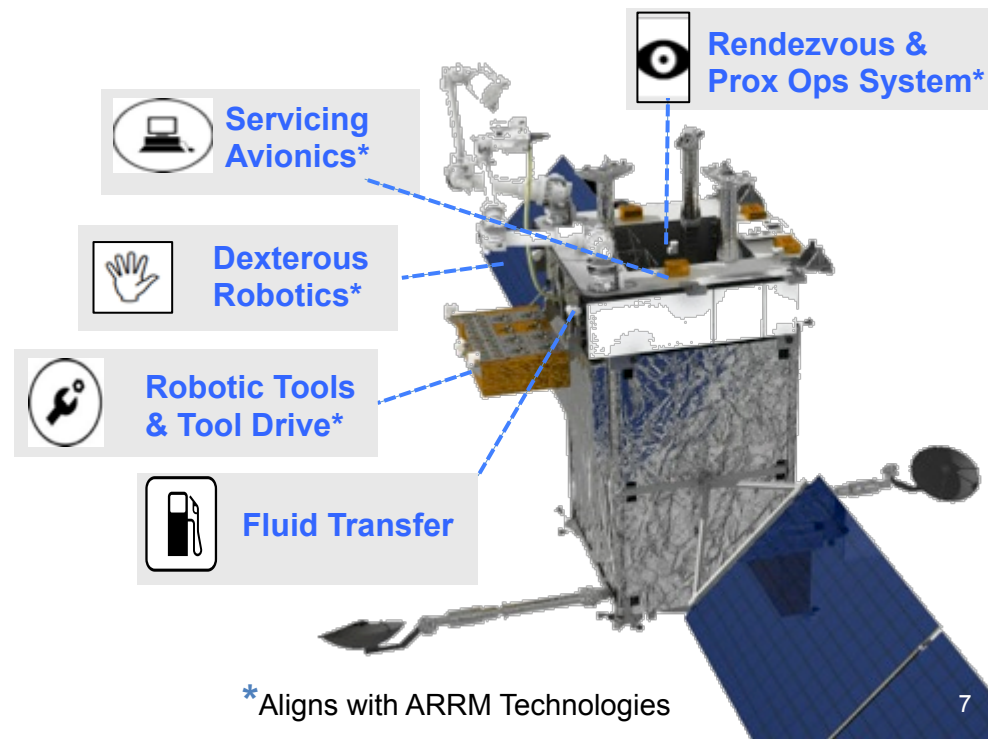 Rendezvous &
Prox Ops System*
Servicing
Avionics*
Dexterous
Robotics*
Robotic Tools
& Tool Drive*
Fluid Transfer
*Aligns with ARRM Technologies
7